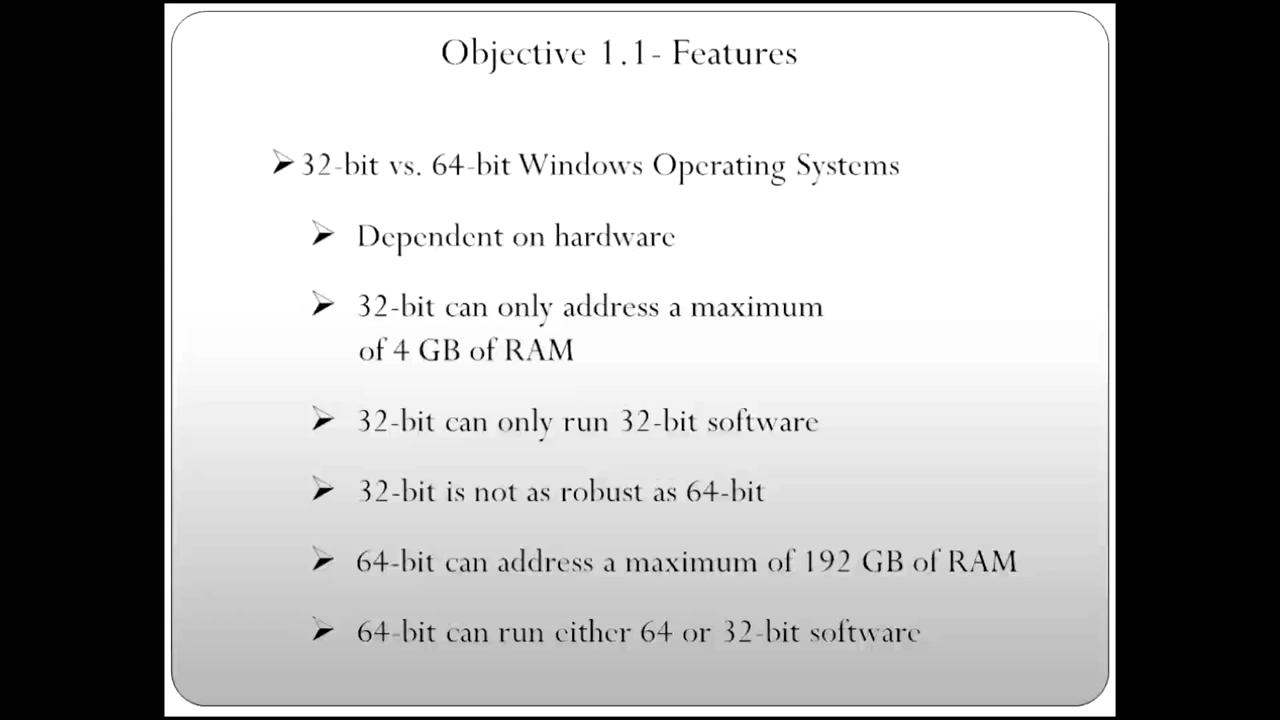 Objective 1.1- Features
32-bit vs. 64-bit Windows Operating Systems
Dependent on hardware
32-bit can only address a maximum
of 4 GB of RAM
32-bit can only run 32-bit software
32-bit is not as robust as 64-bit
64-bit can address a maximum of 192 GB of RAM
64-bit can run either 64 or 32-bit software